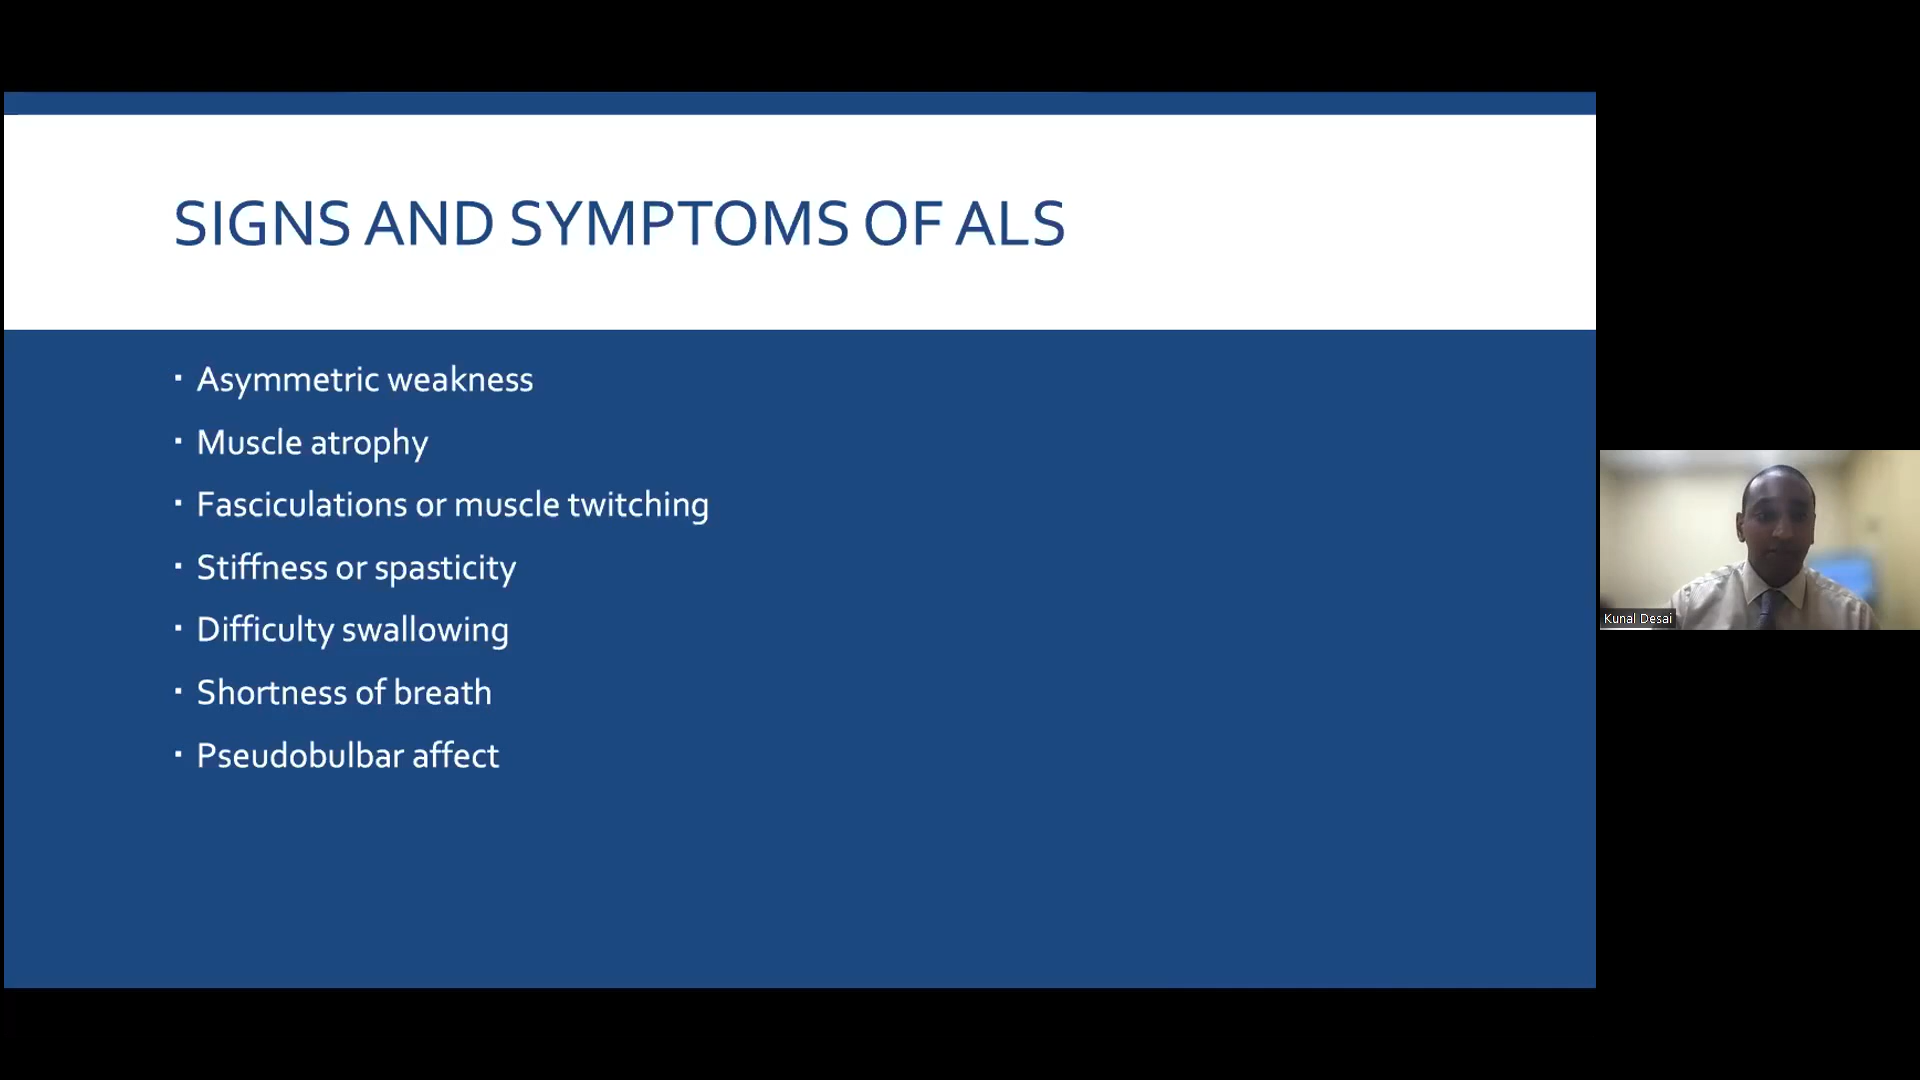 SIGNS AND SYMPTOMS OF ALS
▪ Asymmetric weakness
▪ Muscle atrophy
▪ Fasciculations or muscle twitching
▪ Stiffness or spasticity
▪ Difficulty swallowing
▪ Shortness of breath
▪ Pseudobulbar affect
Kunal Desai